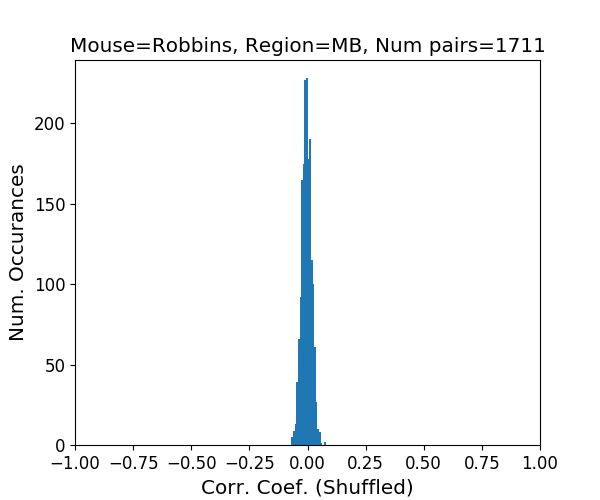 Mouse=Robbins, Region=MB, Num pairs=1711
Num. Occurances
200
150
100
50
0
−1.00 −0.75 −0.50 −0.25 0.00 0.25 0.50 0.75 1.00
Corr. Coef. (Shuffled)